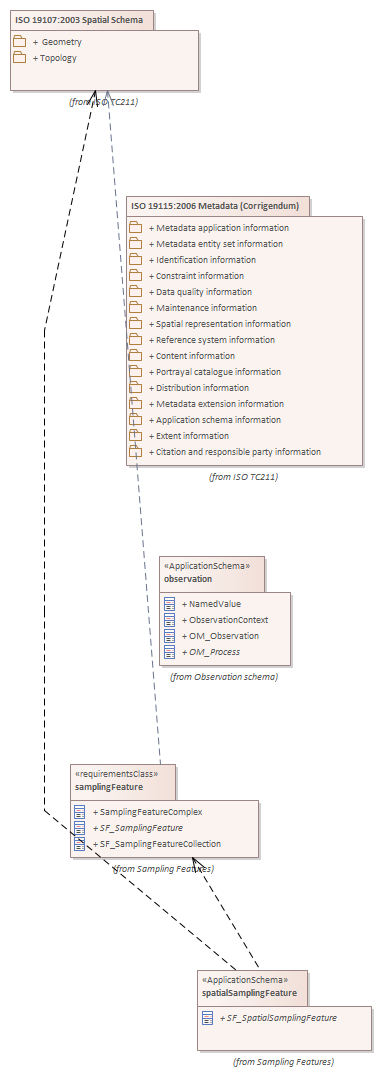 ISO 19107:2003 Spatial Schema
+ Geometry
+ Topology
(from ISO TC211)
ISO 19115:2006 Metadata (Corrigendum)
+ Metadata application information
+ Metadata entity set information
+ Identification information
+ Constraint information
+ Data quality information
+ Maintenance information
+ Spatial representation information
+ Reference system information
+ Content information
+ Portrayal catalogue information
+ Distribution information
+ Metadata extension information
+ Application schema information
+ Extent information
+ Citation and responsible party information
(from ISO TC211)
«ApplicationSchema»
observation
+ NamedValue
+ ObservationContext
+ OM_Observation
+ OM_Process
(from Observation schema)
«requirementsClass»
samplingFeature
+ SamplingFeatureComplex
+ SF_SamplingFeature
+ SF_SamplingFeatureCollection
(from Sampling Features)
«ApplicationSchema»
spatialSamplingFeature
+ SF_SpatialSamplingFeature
(from Sampling Features)